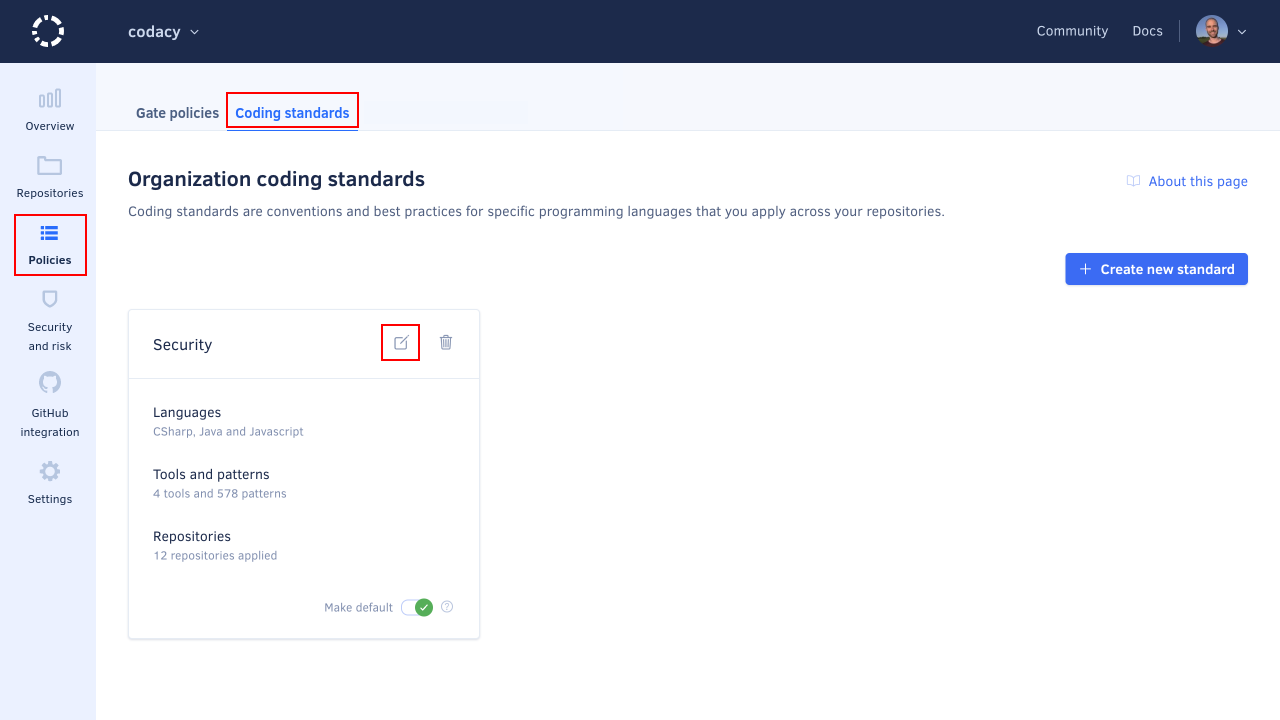 codacy
Community
Docs
Overview
Repositories
Policies
Security
and risk
GitHub
integration
Settings
Gate policies
Coding standards
Organization coding standards
About this page
Coding standards are conventions and best practices for specific programming languages that you apply across your repositories.
Create new standard
Security
Languages
CSharp, Java and Javascript
Tools and patterns
4 tools and 578 patterns
Repositories
12 repositories applied
Make default